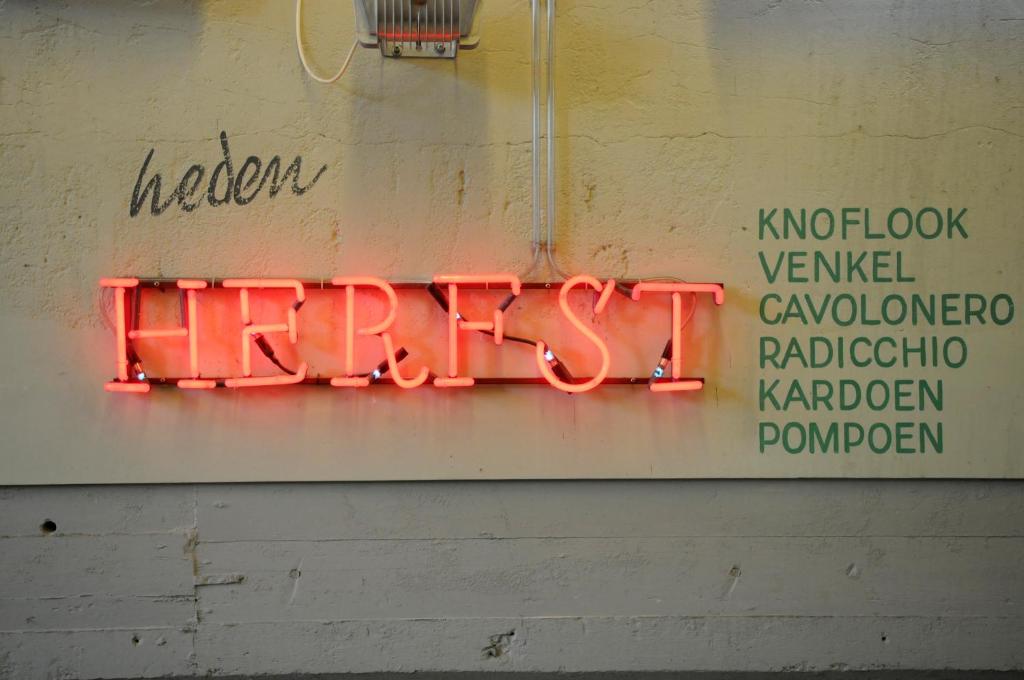 heden
HERFST
KNOFLOOK
VENKEL
CAVOLONERO
RADICCHIO
KARDOEN
POMPOEN